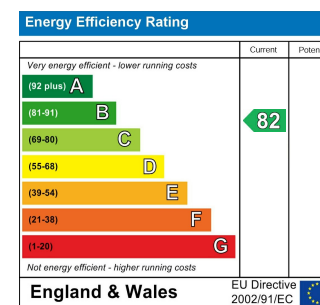 Energy Efficiency Rating
Current Poten
Very energy efficient - lower running costs
(92 plus) A
(81-91) B
82
(69-80) C
(55-68) D
(39-54) E
(21-38) F
(1-20) G
Not energy efficient - higher running costs
England & Wales
EU Directive
2002/91/EC